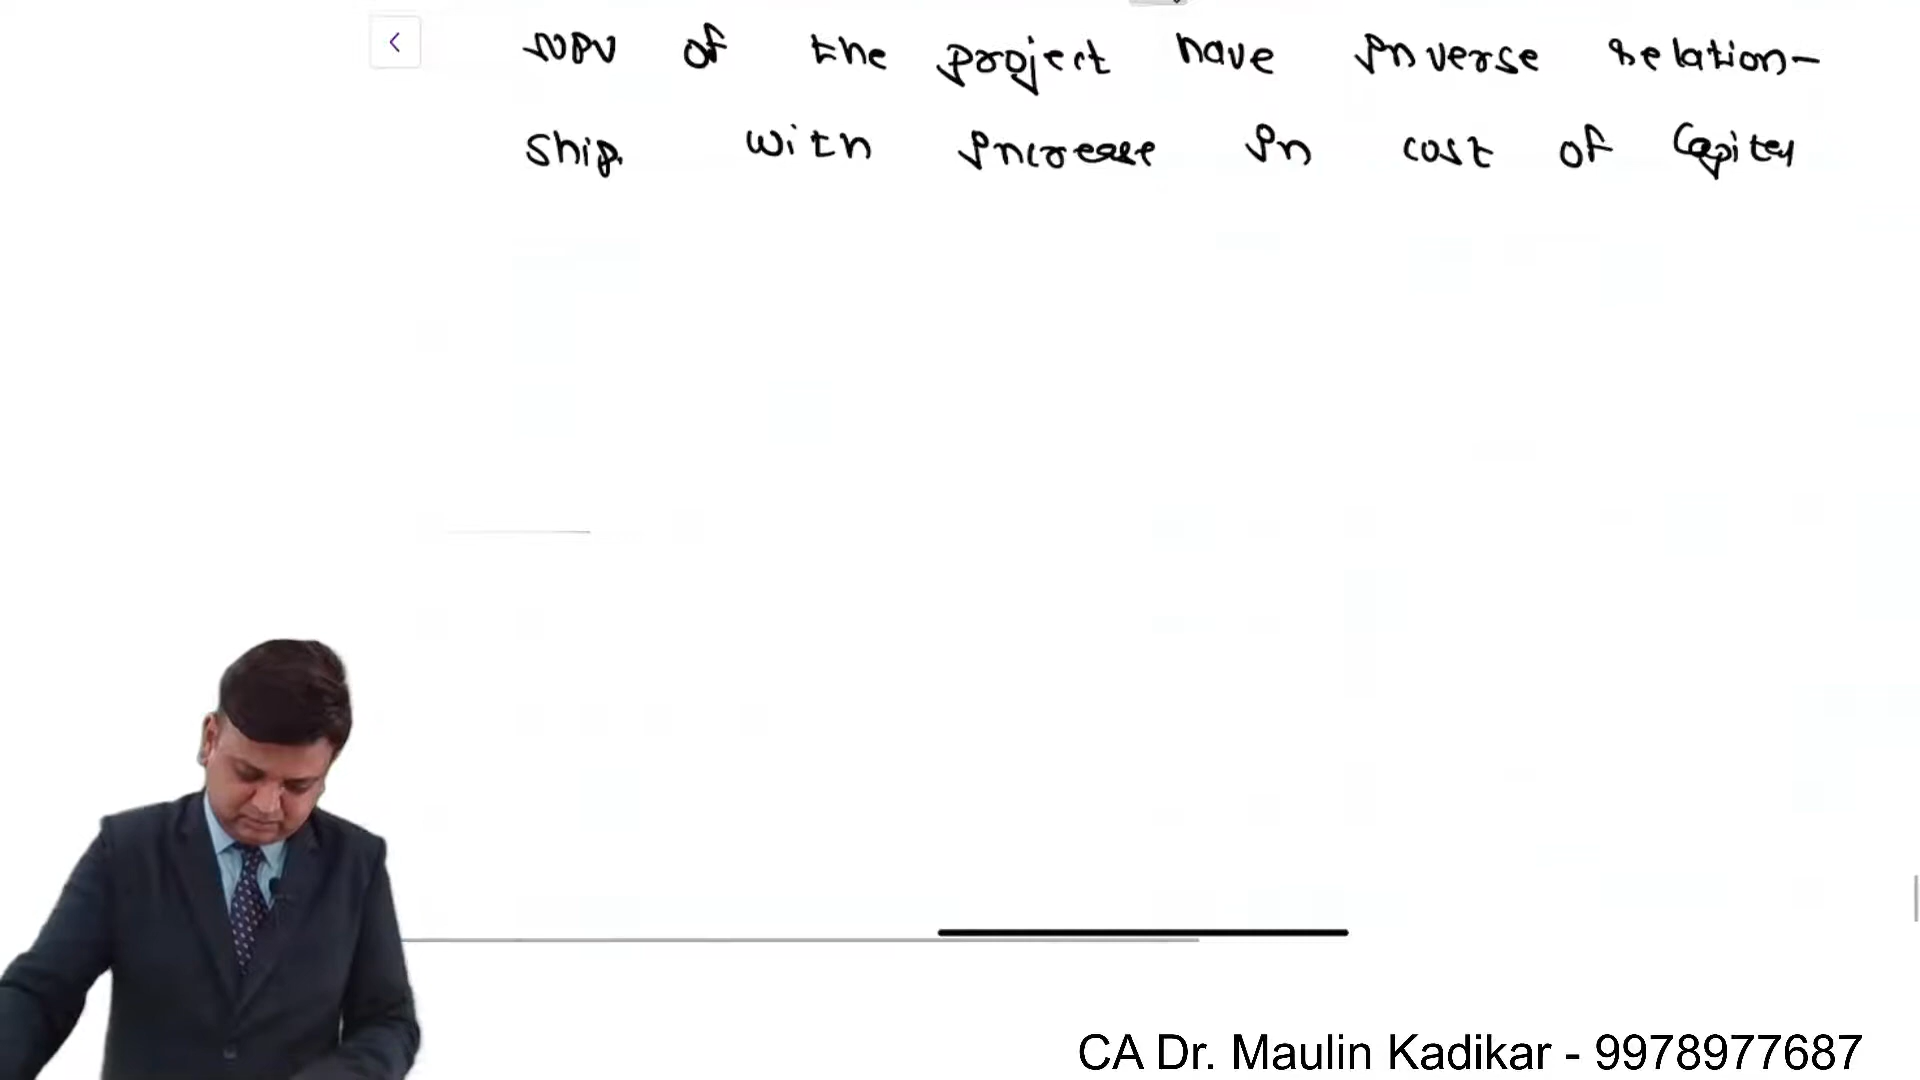 NPV of the project have inverse relation-
ship. with increase in cost of Capital
CA Dr. Maulin Kadikar - 9978977687